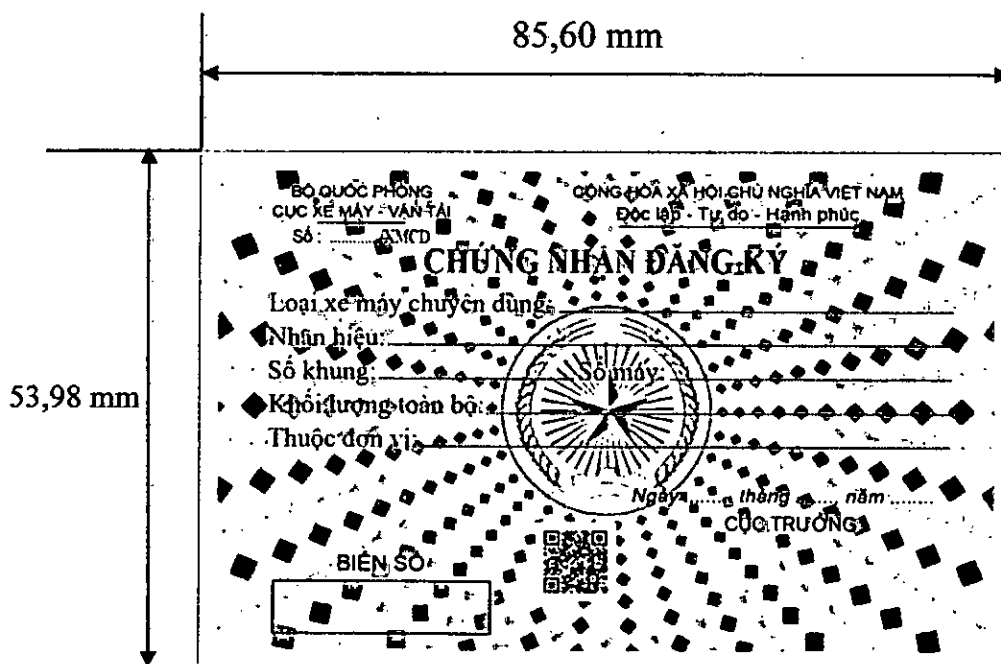 85,60 mm
53,98 mm
BỘ QUỐC PHÒNG
CỤC XE MÁY - VẬN TẢI
Số : ............/XMCD
CỘNG HÒA XÃ HỘI CHỦ NGHĨA VIỆT NAM
Độc lập - Tự do - Hạnh phúc
CHỨNG NHẬN ĐĂNG KÝ
Loại xe máy chuyên dùng:
Nhãn hiệu:
Số khung: Số máy:
Khối lượng toàn bộ:
Thuộc đơn vị:
Ngày ....... tháng ....... năm ........
CỤC TRƯỞNG
BIỂN SỐ